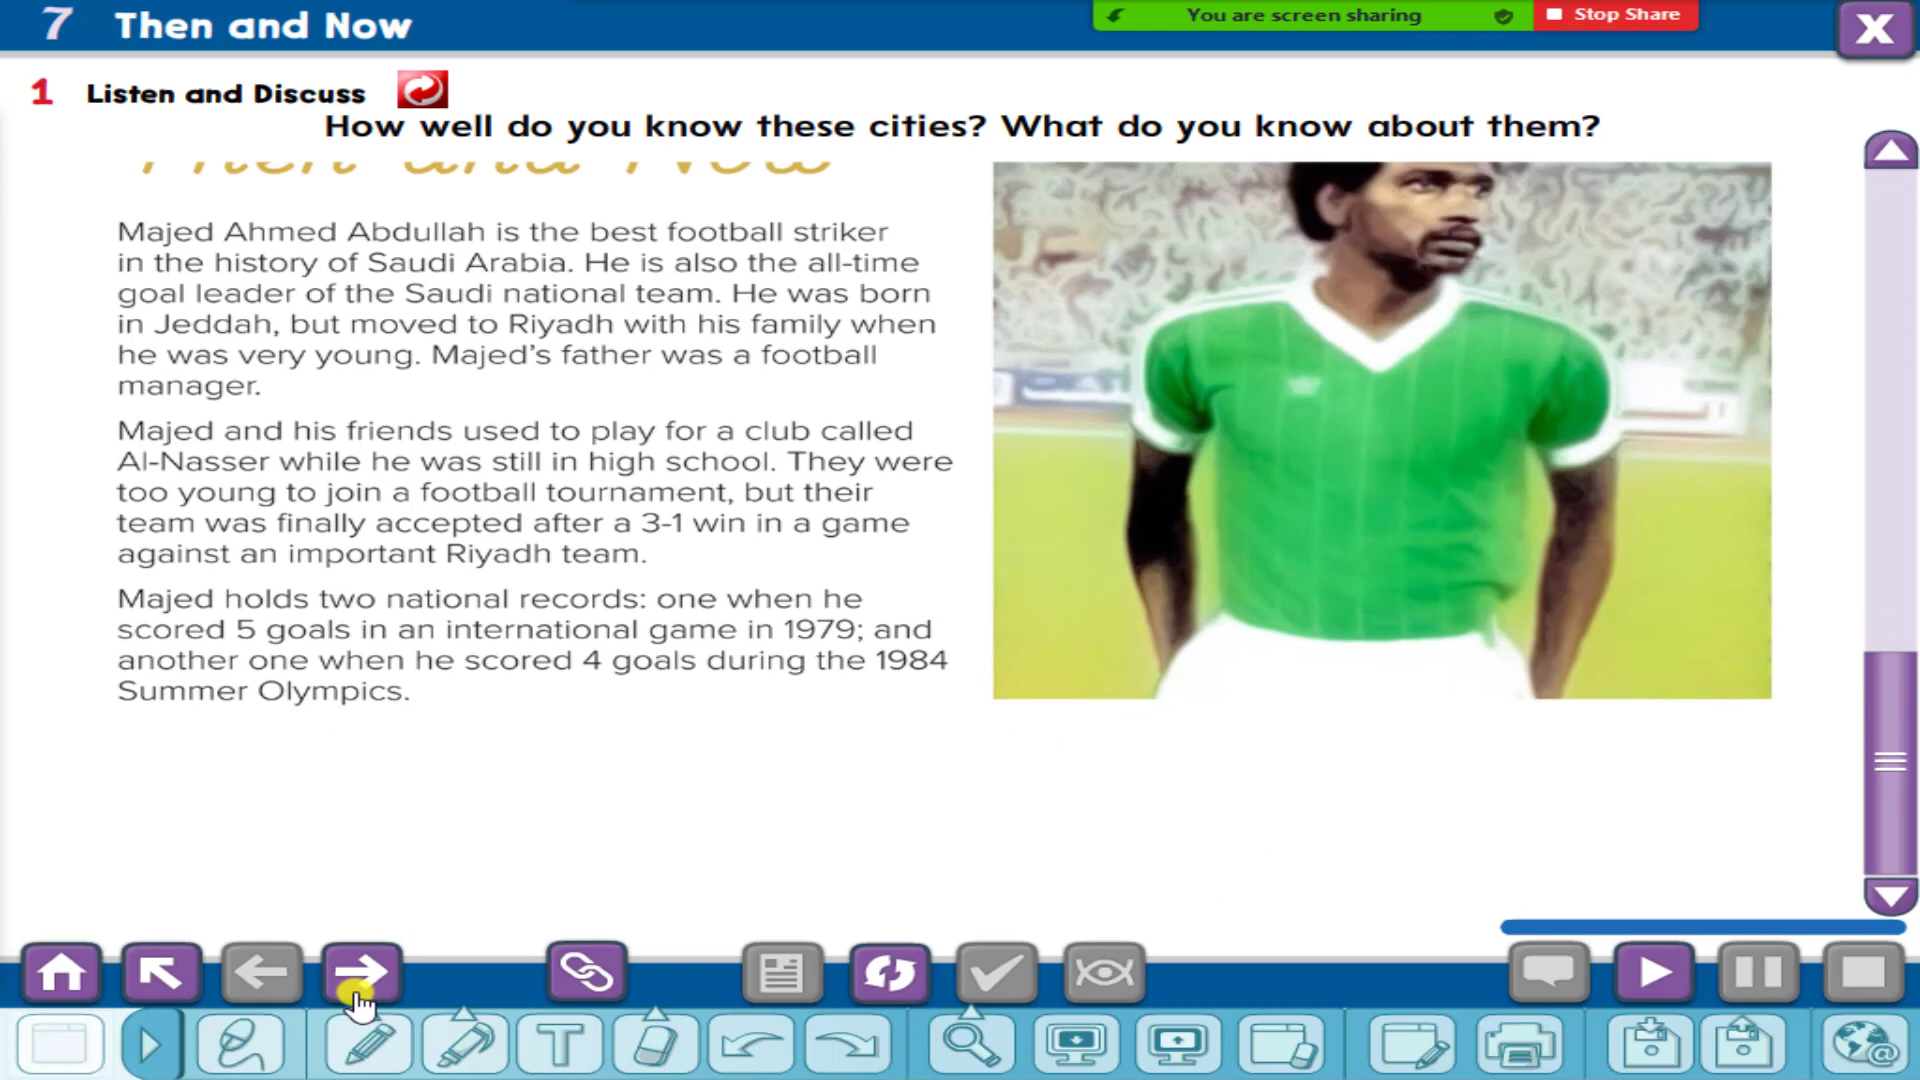 7 Then and Now
You are screen sharing
Stop Share
X
1 Listen and Discuss
How well do you know these cities? What do you know about them?
Then and Now
Majed Ahmed Abdullah is the best football striker
in the history of Saudi Arabia. He is also the all-time
goal leader of the Saudi national team. He was born
in Jeddah, but moved to Riyadh with his family when
he was very young. Majed's father was a football
manager.
Majed and his friends used to play for a club called
Al-Nasser while he was still in high school. They were
too young to join a football tournament, but their
team was finally accepted after a 3-1 win in a game
against an important Riyadh team.
Majed holds two national records: one when he
scored 5 goals in an international game in 1979; and
another one when he scored 4 goals during the 1984
Summer Olympics.
T
@